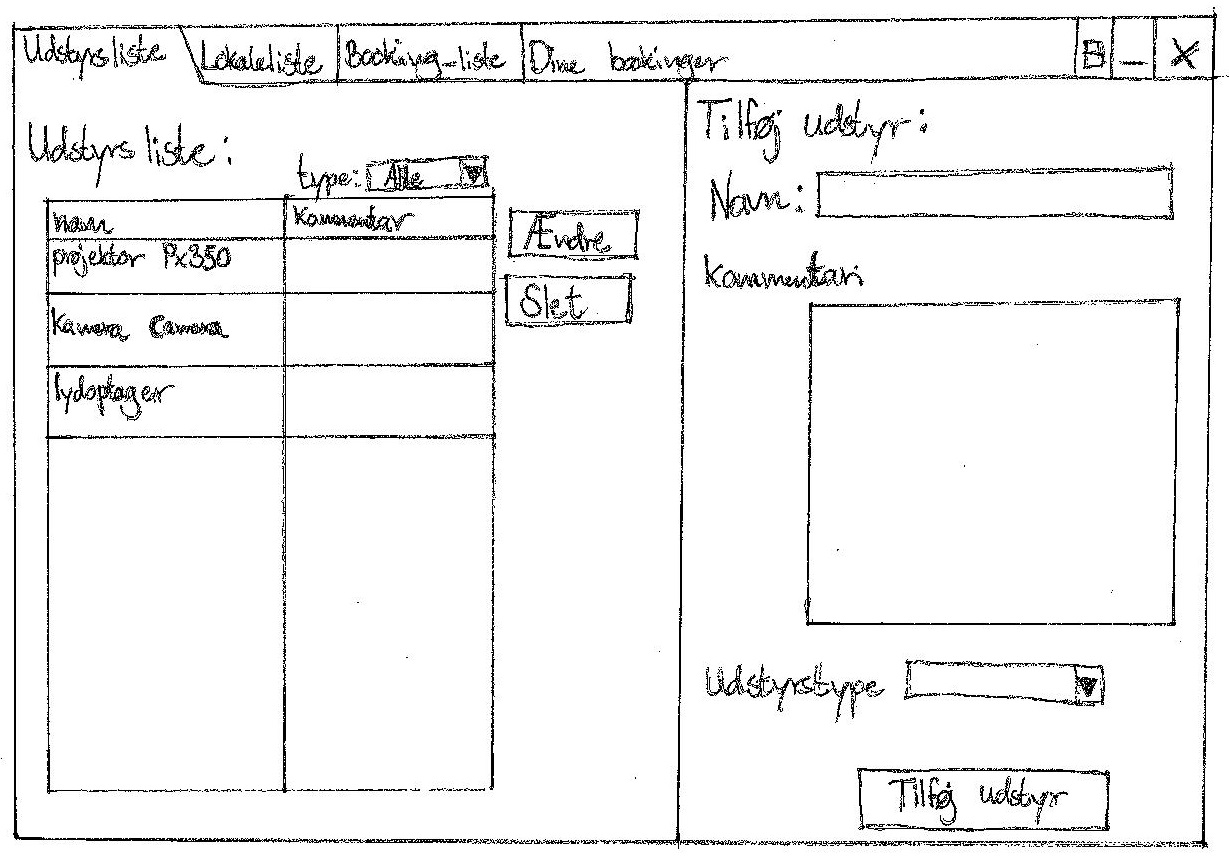 Udstyrsliste Lokaleliste Booking-liste Dine bookinger B _ X
Udstyrs liste:
type: Alle
navn kommentar
projektor Px350
Kamera Camera
lydoptager
Ændre
Slet
Tilføj udstyr:
Navn:
Kommentar:
Udstyrstype
Tilføj udstyr